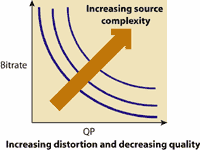 Increasing source
complexity
Bitrate
QP
Increasing distortion and decreasing quality